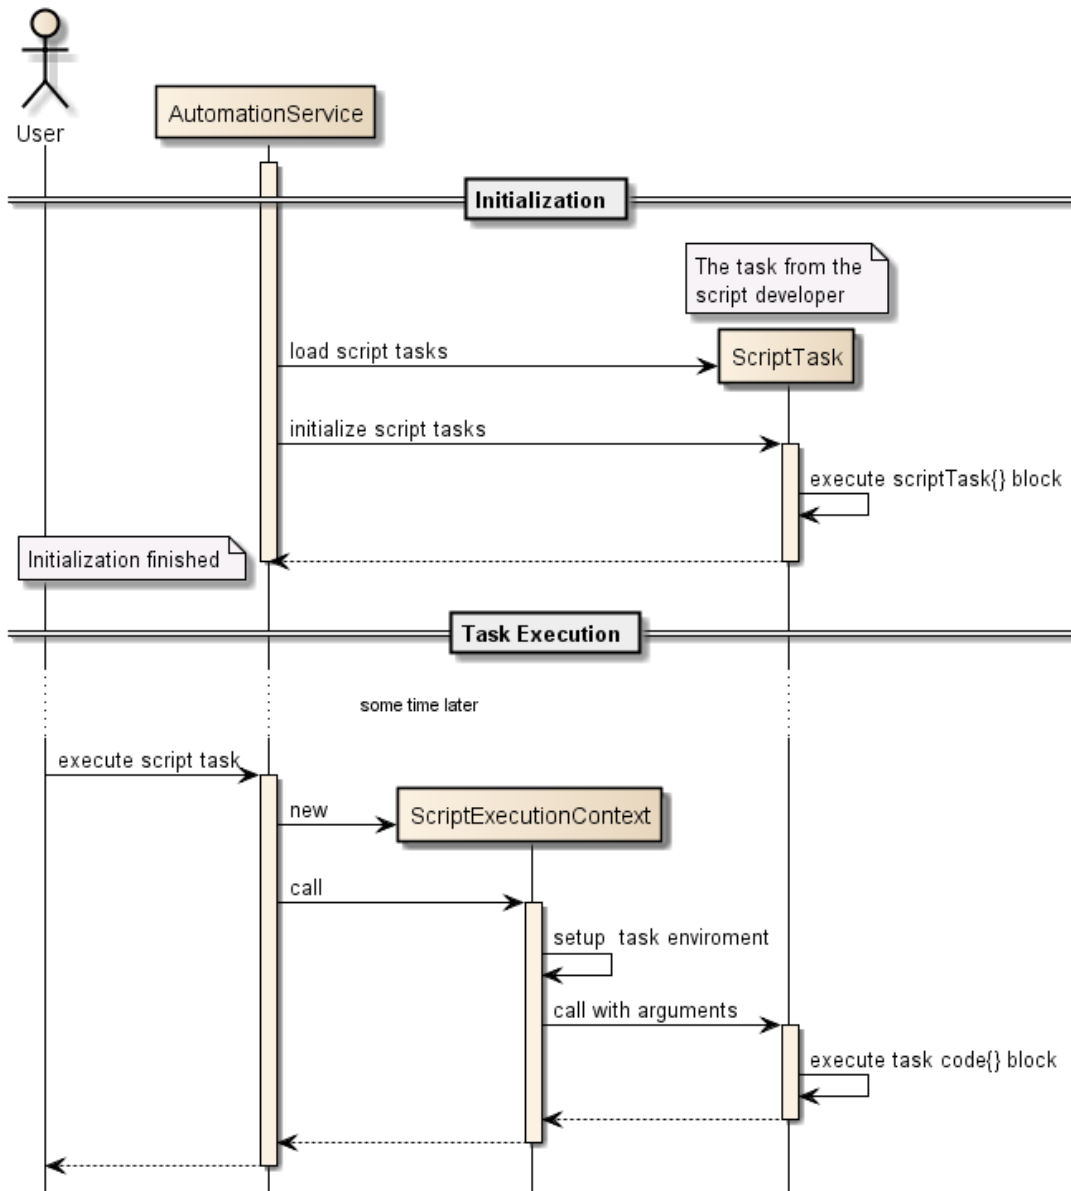 User
AutomationService
Initialization
The task from the
script developer
load script tasks
ScriptTask
initialize script tasks
execute scriptTask{} block
Initialization finished
Task Execution
some time later
execute script task
new
ScriptExecutionContext
call
setup  task enviroment
call with arguments
execute task code{} block